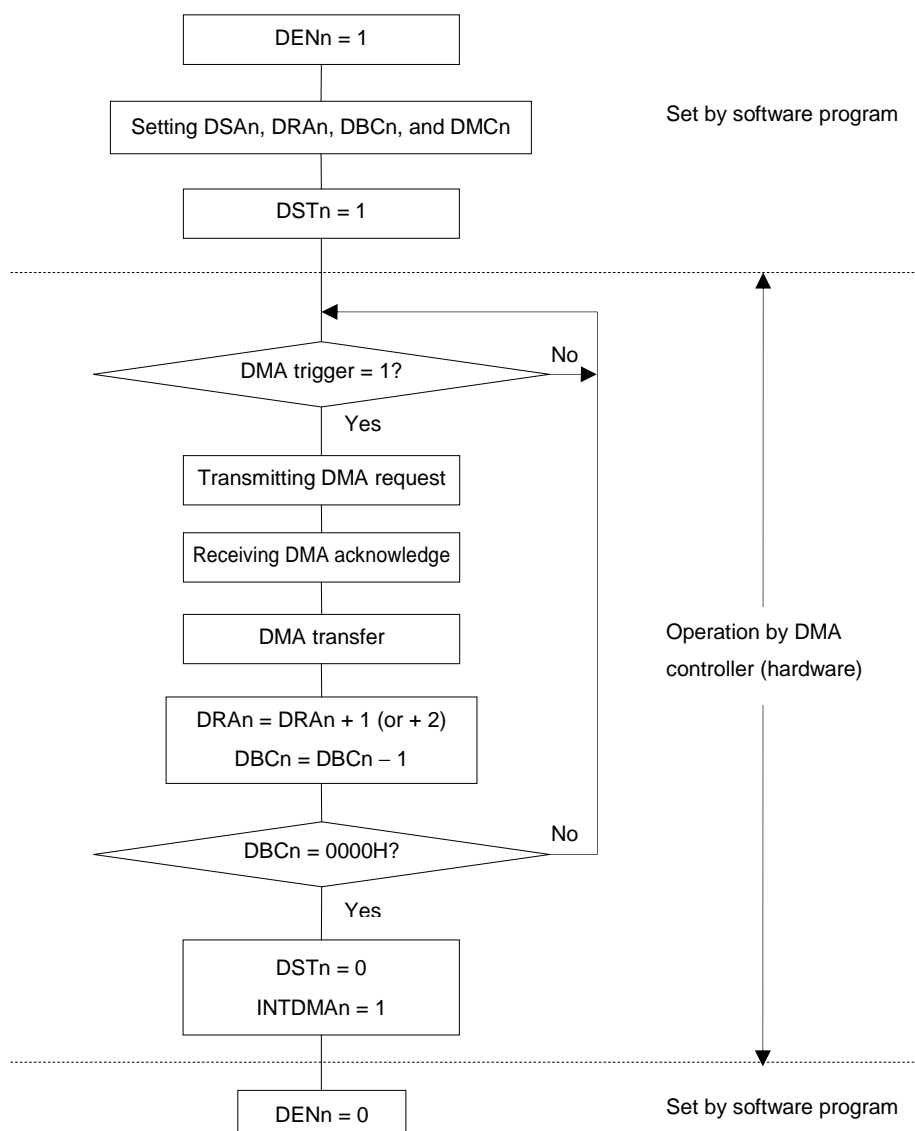 DENn = 1
Setting DSAn, DRAn, DBCn, and DMCn
Set by software program
DSTn = 1
DMA trigger = 1?
No
Yes
Transmitting DMA request
Receiving DMA acknowledge
DMA transfer
Operation by DMA
controller (hardware)
DRAn = DRAn + 1 (or + 2)
DBCn = DBCn − 1
DBCn = 0000H?
No
Yes
DSTn = 0
INTDMAn = 1
DENn = 0
Set by software program